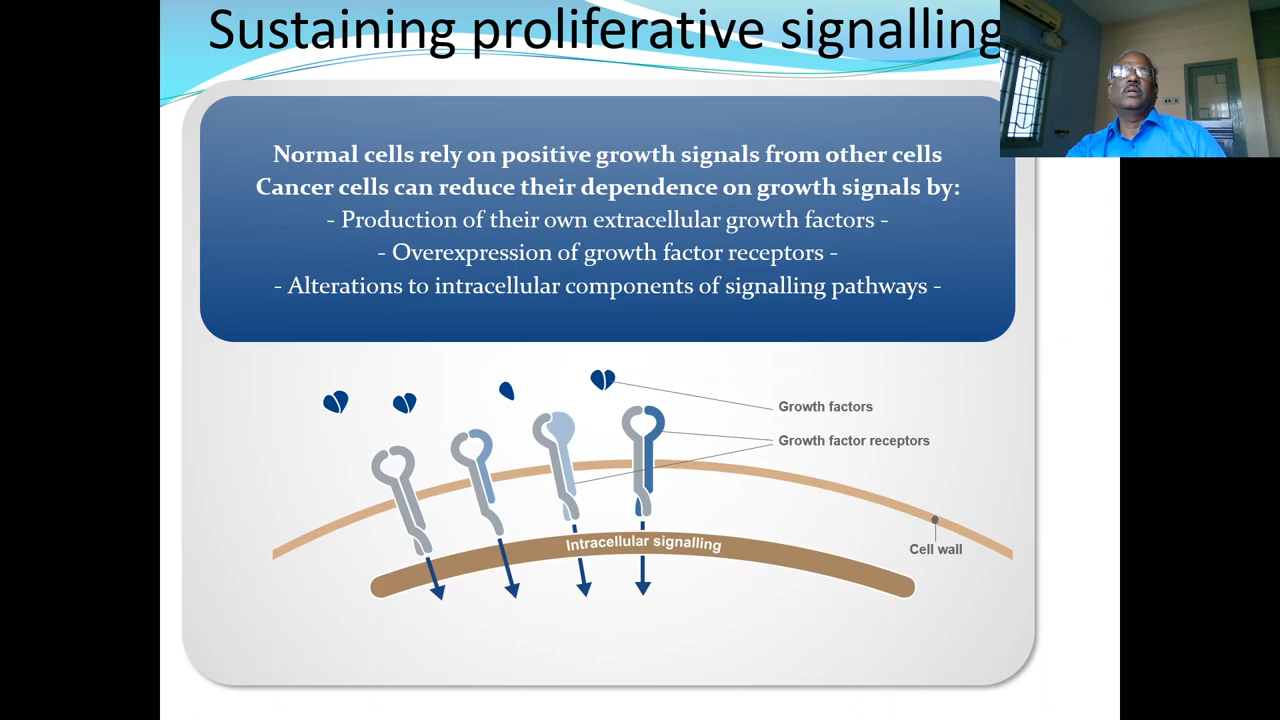 Sustaining proliferative signalling
Normal cells rely on positive growth signals from other cells
Cancer cells can reduce their dependence on growth signals by:
- Production of their own extracellular growth factors -
- Overexpression of growth factor receptors -
- Alterations to intracellular components of signalling pathways -
Growth factors
Growth factor receptors
Intracellular signalling
Cell wall